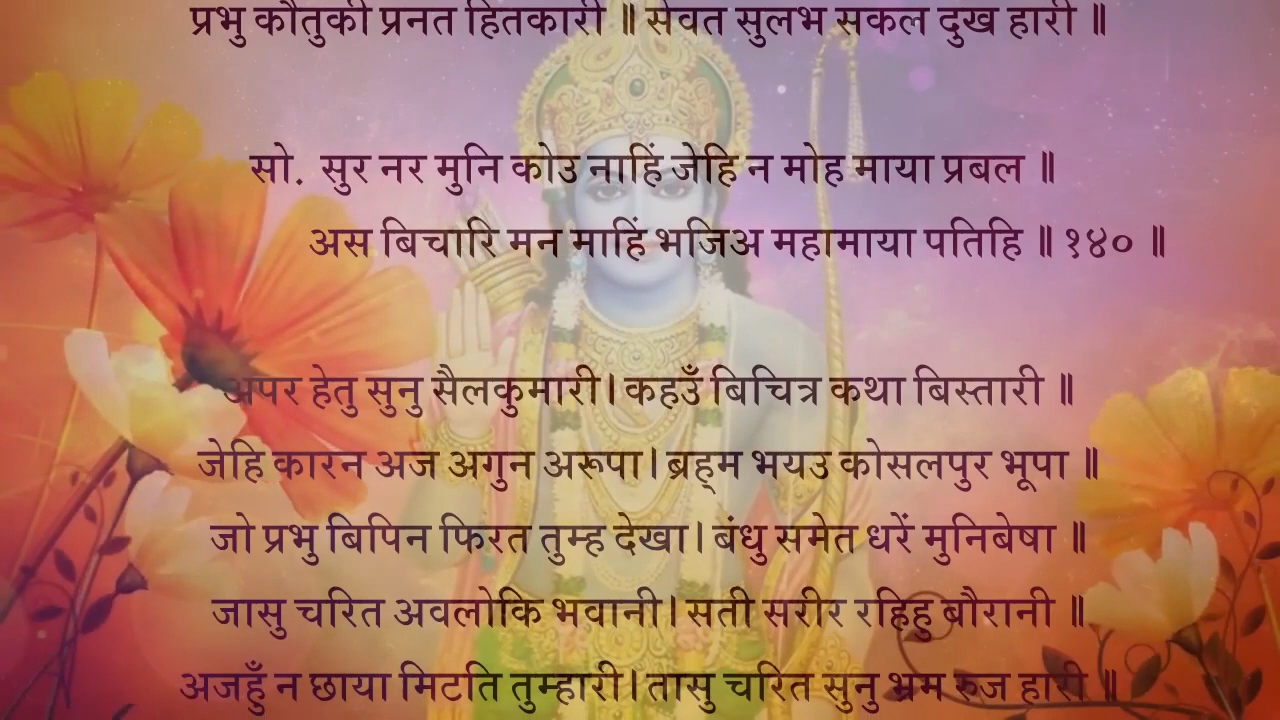 प्रभु कौतुकी प्रनत हितकारी ॥ सेवत सुलभ सकल दुख हारी ॥
सो. सुर नर मुनि कोउ नाहिं जेहि न मोह माया प्रबल ॥
अस बिचारि मन माहिं भजिअ महामाया पतिहि ॥ १४० ॥
अपर हेतु सुनु सैलकुमारी। कहउँ बिचित्र कथा बिस्तारी ॥
जेहि कारन अज अगुन अरूपा। ब्रह्म भयउ कोसलपुर भूपा ॥
जो प्रभु बिपिन फिरत तुम्ह देखा। बंधु समेत धरें मुनिबेषा ॥
जासु चरित अवलोकि भवानी। सती सरीर रहिहु बौरानी ॥
अजहुँ न छाया मिटति तुम्हारी। तासु चरित सुनु भ्रम रुज हारी ॥